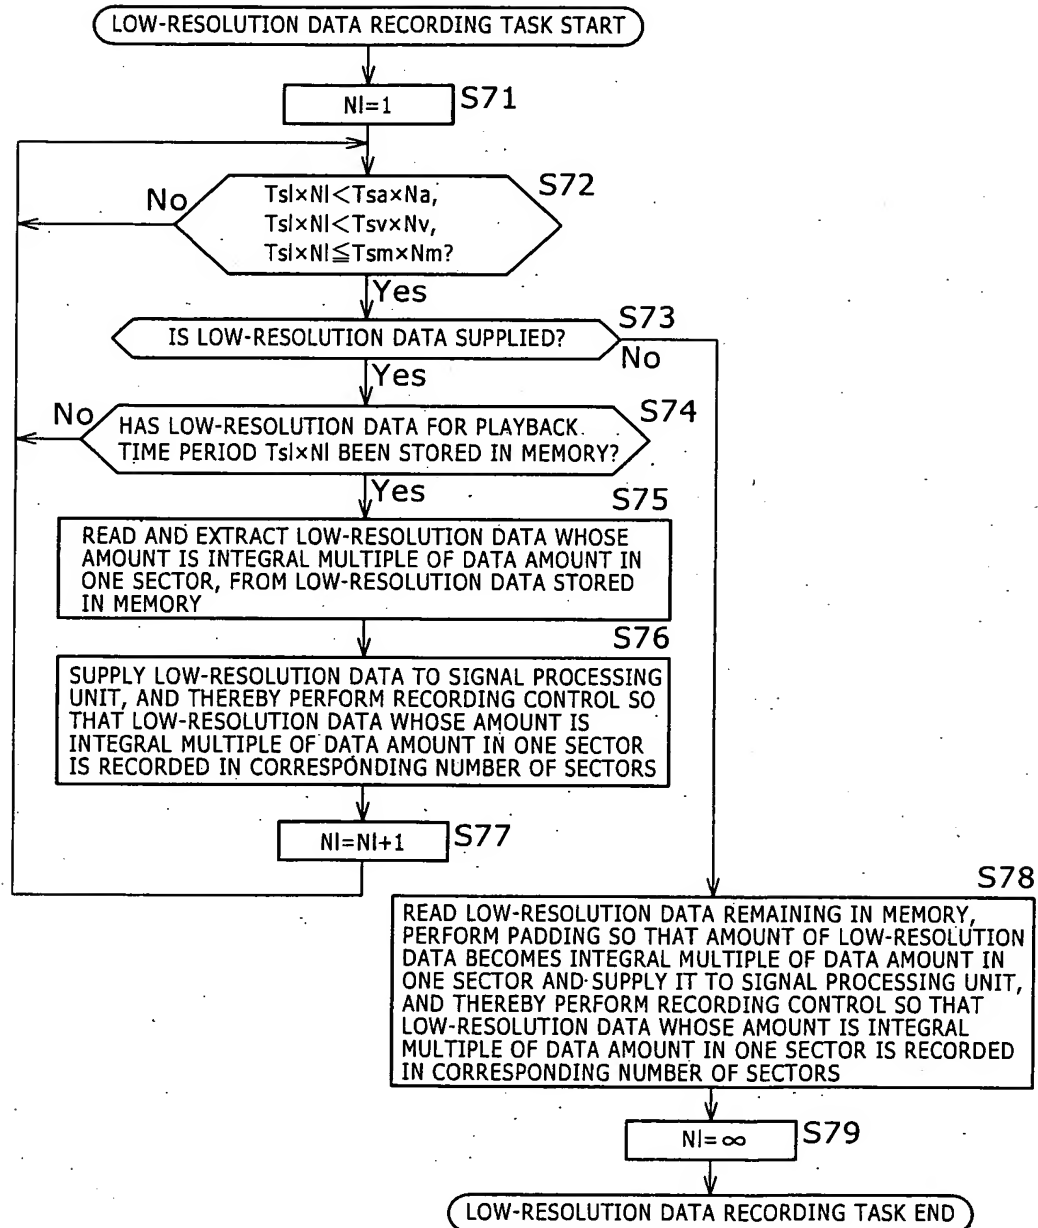 LOW-RESOLUTION DATA RECORDING TASK START
Nl=1
S71
No
Tsl×Nl<Tsa×Na,
Tsl×Nl<Tsv×Nv,
Tsl×Nl≦Tsm×Nm?
S72
Yes
IS LOW-RESOLUTION DATA SUPPLIED?
S73
No
Yes
No
HAS LOW-RESOLUTION DATA FOR PLAYBACK
TIME PERIOD Tsl×Nl BEEN STORED IN MEMORY?
S74
Yes
S75
READ AND EXTRACT LOW-RESOLUTION DATA WHOSE
AMOUNT IS INTEGRAL MULTIPLE OF DATA AMOUNT IN
ONE SECTOR, FROM LOW-RESOLUTION DATA STORED
IN MEMORY
S76
SUPPLY LOW-RESOLUTION DATA TO SIGNAL PROCESSING
UNIT, AND THEREBY PERFORM RECORDING CONTROL SO
THAT LOW-RESOLUTION DATA WHOSE AMOUNT IS
INTEGRAL MULTIPLE OF DATA AMOUNT IN ONE SECTOR
IS RECORDED IN CORRESPONDING NUMBER OF SECTORS
Nl=Nl+1
S77
S78
READ LOW-RESOLUTION DATA REMAINING IN MEMORY,
PERFORM PADDING SO THAT AMOUNT OF LOW-RESOLUTION
DATA BECOMES INTEGRAL MULTIPLE OF DATA AMOUNT IN
ONE SECTOR AND SUPPLY IT TO SIGNAL PROCESSING UNIT,
AND THEREBY PERFORM RECORDING CONTROL SO THAT
LOW-RESOLUTION DATA WHOSE AMOUNT IS INTEGRAL
MULTIPLE OF DATA AMOUNT IN ONE SECTOR IS RECORDED
IN CORRESPONDING NUMBER OF SECTORS
Nl=∞
S79
LOW-RESOLUTION DATA RECORDING TASK END